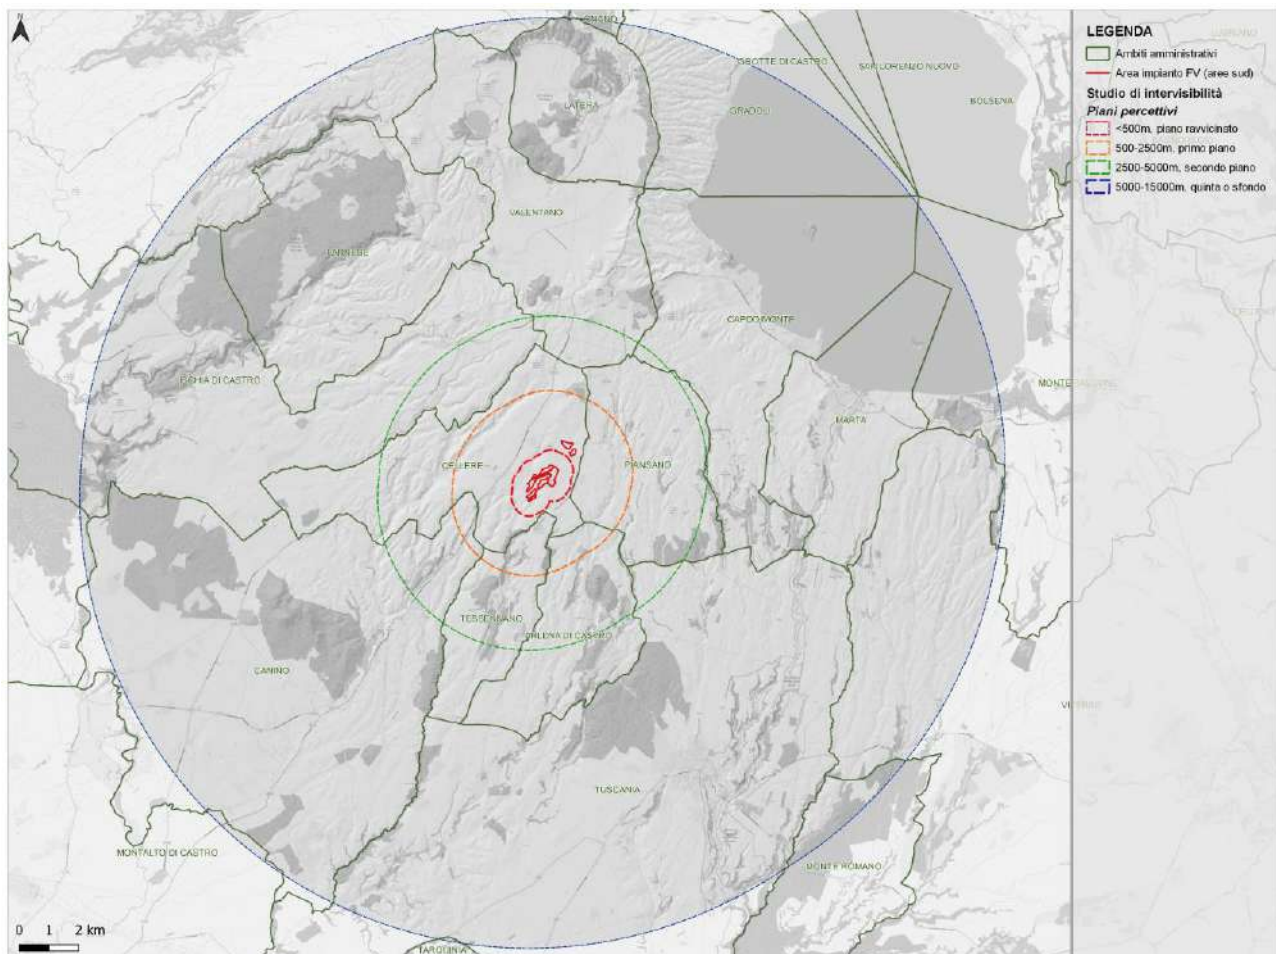 N
GROTTE DI CASTRO
SAN LORENZO NUOVO
BOLSENA
GRADOLI
LATERA
VALENTANO
FARNESE
CAPODIMONTE
ISCHIA DI CASTRO
MARTA
CELLERE
PIANSANO
TESSENNANO
ARLENA DI CASTRO
CANINO
TUSCANIA
MONTALTO DI CASTRO
MONTE ROMANO
TARQUINIA
0 1 2 km
LEGENDA
Ambiti amministrativi
Area impianto FV (aree sud)
Studio di intervisibilità
Piani percettivi
<500m, piano ravvicinato
500-2500m, primo piano
2500-5000m, secondo piano
5000-15000m, quinta o sfondo